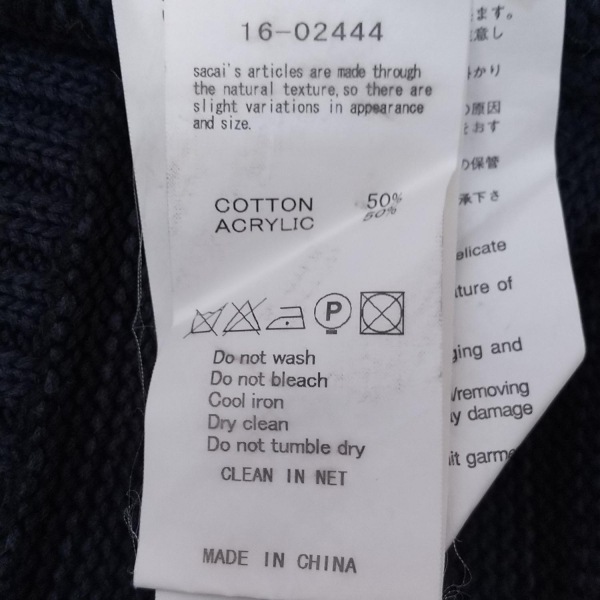 16-02444
sacai's articles are made through
the natural texture, so there are
slight variations in appearance
and size.
COTTON 50%
ACRYLIC 50%
P
Do not wash
Do not bleach
Cool iron
Dry clean
Do not tumble dry
CLEAN IN NET
MADE IN CHINA
ます。
意し
かり
の原因
をおす
の保管
承下さ
elicate
ture of
ging and
/removing
y damage
it garme